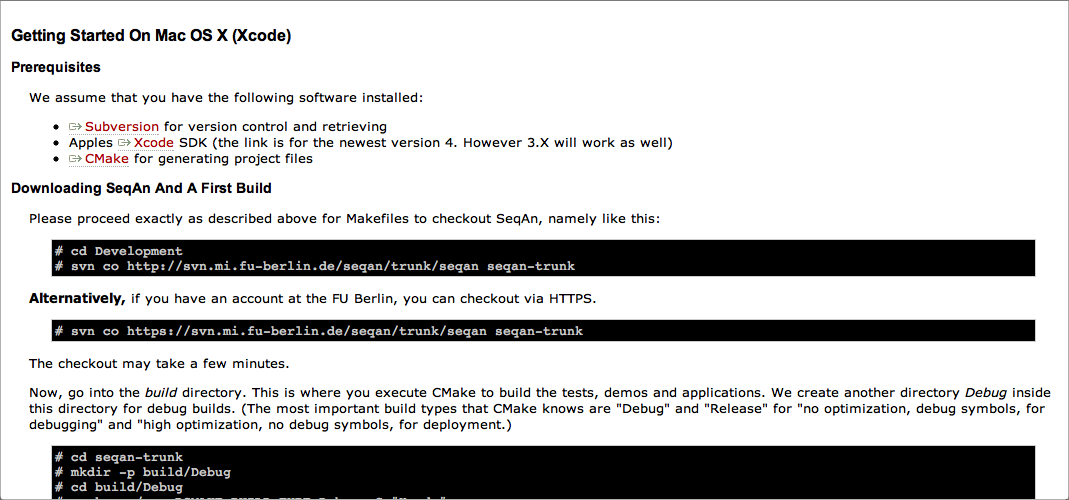 Getting Started On Mac OS X (Xcode)
Prerequisites
We assume that you have the following software installed:
Subversion for version control and retrieving
Apples Xcode SDK (the link is for the newest version 4. However 3.X will work as well)
CMake for generating project files
Downloading SeqAn And A First Build
Please proceed exactly as described above for Makefiles to checkout SeqAn, namely like this:
# cd Development
# svn co http://svn.mi.fu-berlin.de/seqan/trunk/seqan seqan-trunk
Alternatively, if you have an account at the FU Berlin, you can checkout via HTTPS.
# svn co https://svn.mi.fu-berlin.de/seqan/trunk/seqan seqan-trunk
The checkout may take a few minutes.
Now, go into the build directory. This is where you execute CMake to build the tests, demos and applications. We create another directory Debug inside
this directory for debug builds. (The most important build types that CMake knows are "Debug" and "Release" for "no optimization, debug symbols, for
debugging" and "high optimization, no debug symbols, for deployment.)
# cd seqan-trunk
# mkdir -p build/Debug
# cd build/Debug